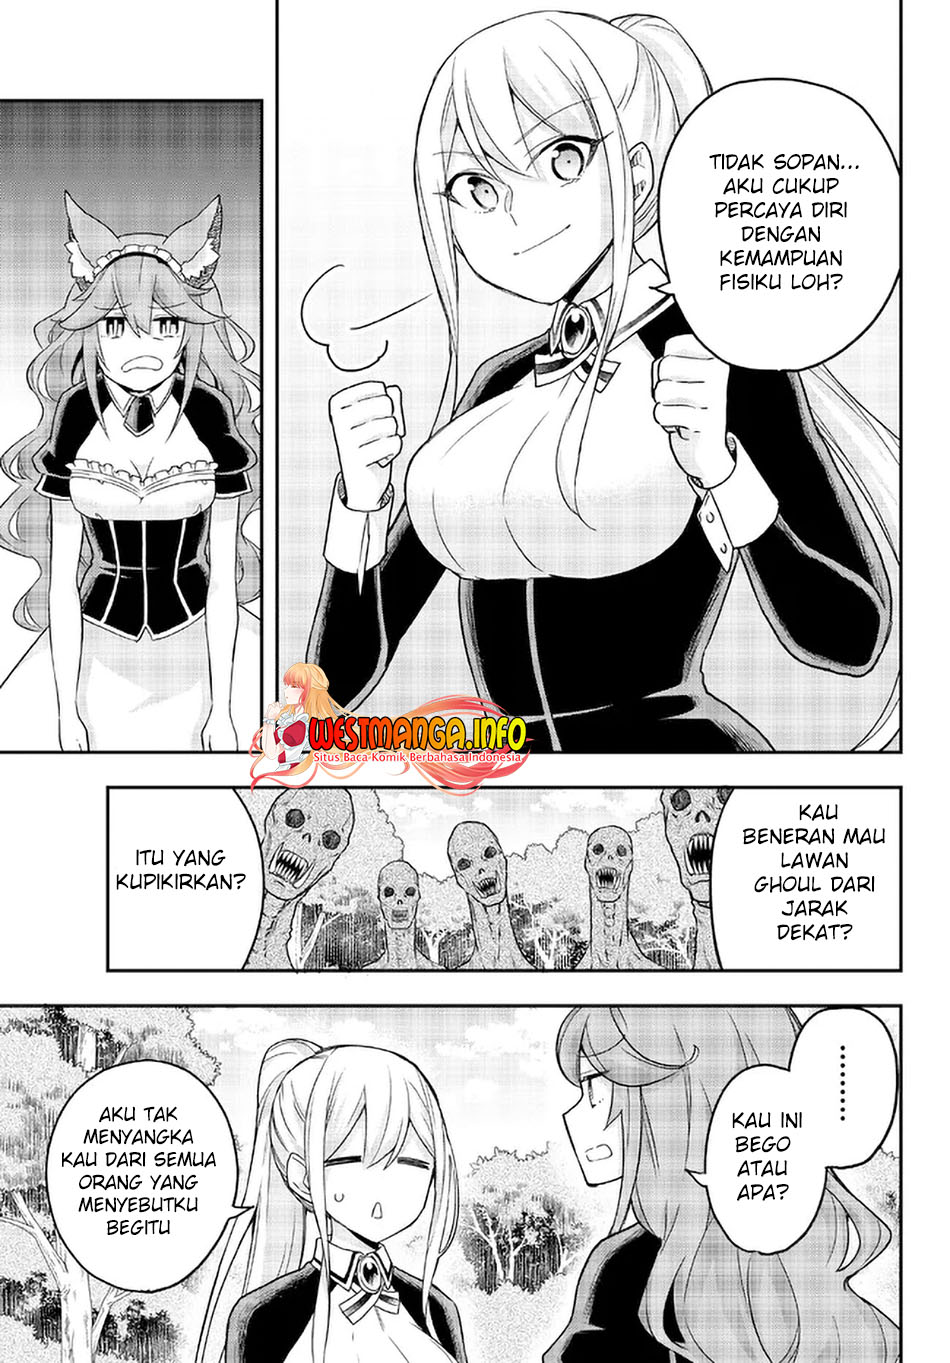 TIDAK SOPAN...
AKU CUKUP
PERCAYA DIRI
DENGAN
KEMAMPUAN
FISIKU LOH?
WESTMANGA.INFO
Situs Baca Komik Berbahasa Indonesia
KAU
BENERAN MAU
LAWAN
GHOUL DARI
JARAK
DEKAT?
ITU YANG
KUPIKIRKAN?
.........
KAU INI
BEGO
ATAU
APA?
AKU TAK
MENYANGKA
KAU DARI SEMUA
ORANG YANG
MENYEBUTKU
BEGITU